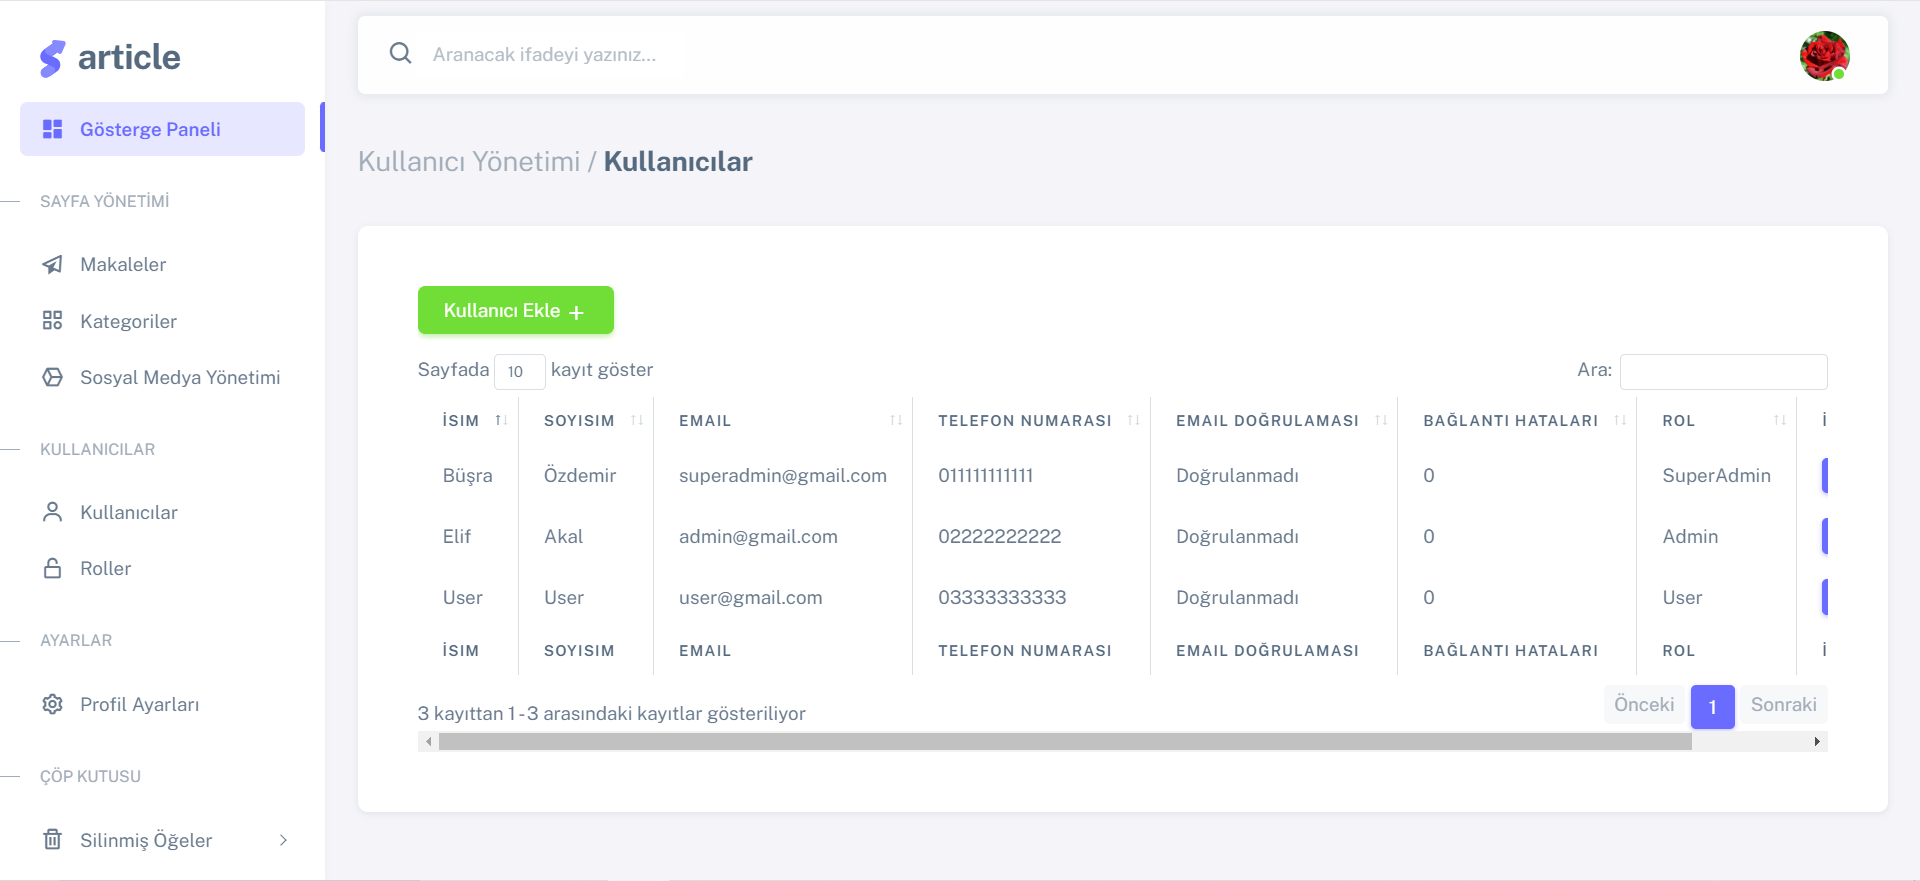 article
Gösterge Paneli
SAYFA YÖNETİMİ
Makaleler
Kategoriler
Sosyal Medya Yönetimi
KULLANICILAR
Kullanıcılar
Roller
AYARLAR
Profil Ayarları
ÇÖP KUTUSU
Silinmiş Öğeler
Aranacak ifadeyi yazınız...
Kullanıcı Yönetimi / Kullanıcılar
Kullanıcı Ekle +
Sayfada 10 kayıt göster
Ara:
İSIM SOYISIM EMAIL TELEFON NUMARASI EMAIL DOĞRULAMASI BAĞLANTI HATALARI ROL İ
Büşra Özdemir superadmin@gmail.com 011111111111 Doğrulanmadı 0 SuperAdmin
Elif Akal admin@gmail.com 02222222222 Doğrulanmadı 0 Admin
User User user@gmail.com 03333333333 Doğrulanmadı 0 User
İSIM SOYISIM EMAIL TELEFON NUMARASI EMAIL DOĞRULAMASI BAĞLANTI HATALARI ROL İ
3 kayıttan 1 - 3 arasındaki kayıtlar gösteriliyor
Önceki 1 Sonraki